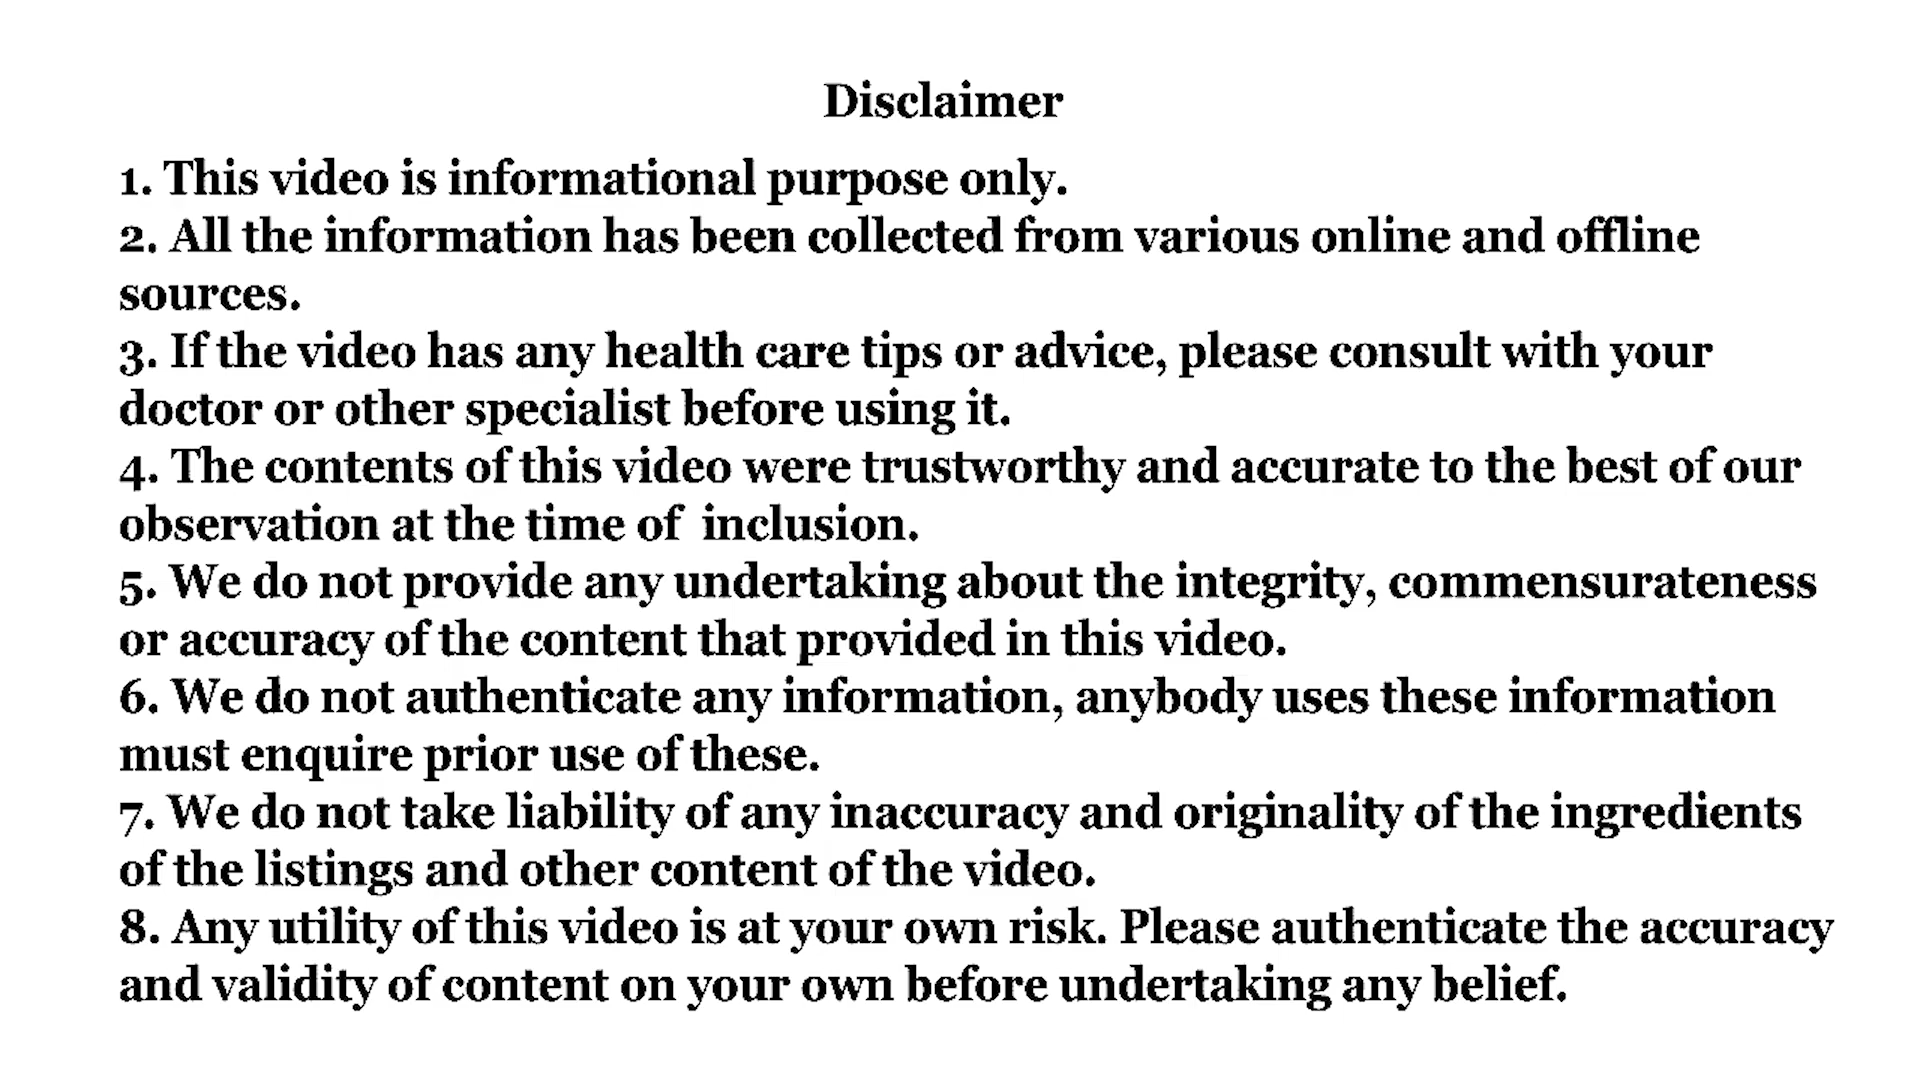 Disclaimer
1. This video is informational purpose only.
2. All the information has been collected from various online and offline
sources.
3. If the video has any health care tips or advice, please consult with your
doctor or other specialist before using it.
4. The contents of this video were trustworthy and accurate to the best of our
observation at the time of  inclusion.
5. We do not provide any undertaking about the integrity, commensurateness
or accuracy of the content that provided in this video.
6. We do not authenticate any information, anybody uses these information
must enquire prior use of these.
7. We do not take liability of any inaccuracy and originality of the ingredients
of the listings and other content of the video.
8. Any utility of this video is at your own risk. Please authenticate the accuracy
and validity of content on your own before undertaking any belief.